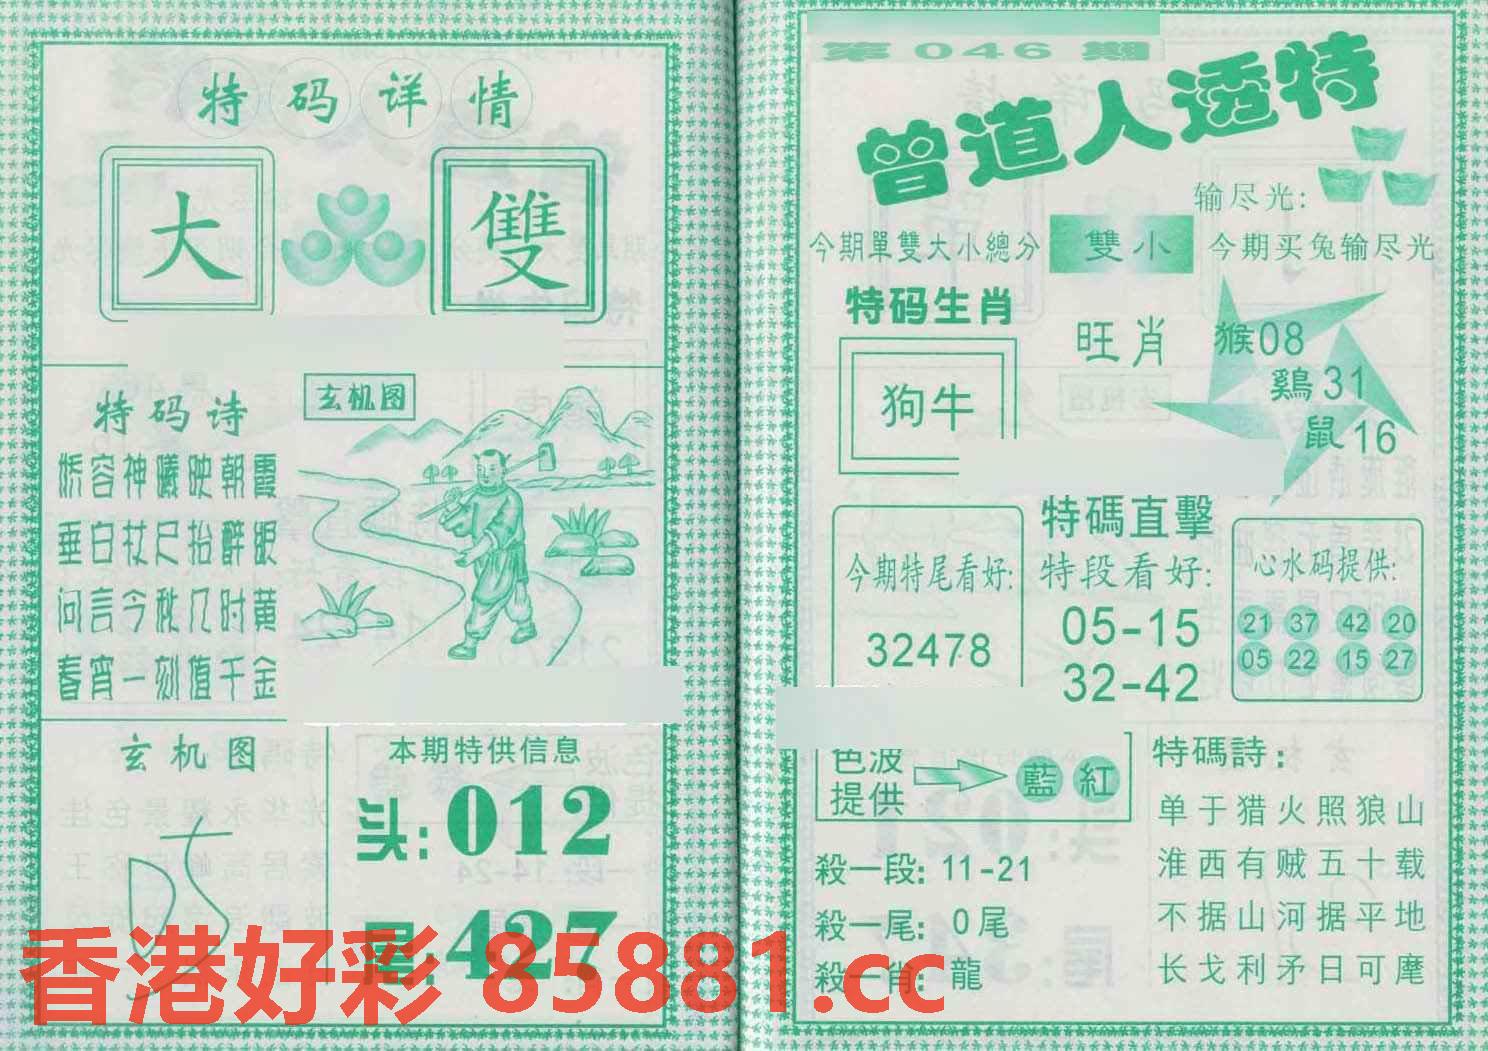 特码详情
大 雙
特码诗
娇容神曦映朝霞
垂白杖尺抬醉眼
问言今秋几时黄
春宵一刻值千金
玄机图
玄机图
本期特供信息
头:012
尾:427
第046期
曾道人透特
输尽光:
今期單雙大小總分 雙小 今期买兔输尽光
特码生肖
狗牛
旺肖
猴08
鷄31
鼠16
特碼直擊
今期特尾看好:
32478
特段看好:
05-15
32-42
心水码提供:
21 37 42 20
05 22 15 27
色波
提供
藍 紅
殺一段: 11-21
殺一尾: 0尾
殺一肖: 龍
特碼詩:
单于猎火照狼山
淮西有贼五十载
不据山河据平地
长戈利矛日可麾
香港好彩 85881.cc